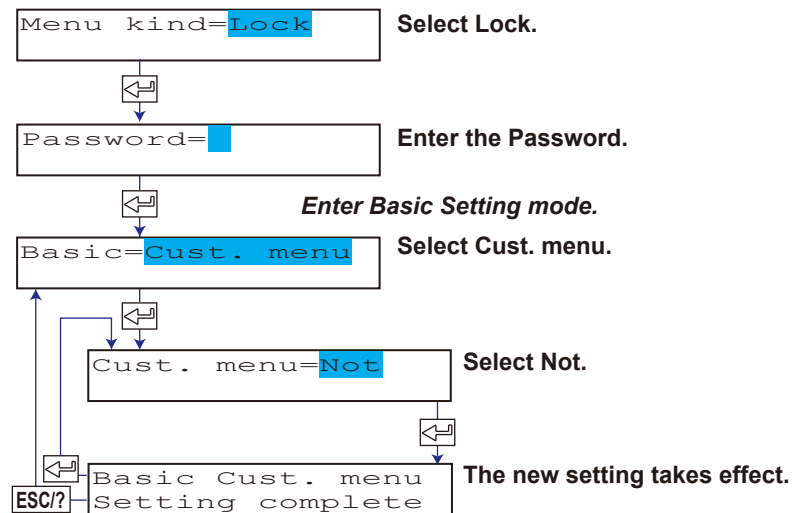 Menu kind=Lock
Select Lock.
Password=
Enter the Password.
Enter Basic Setting mode.
Basic=Cust. menu
Select Cust. menu.
Cust. menu=Not
Select Not.
Basic Cust. menu
The new setting takes effect.
ESC/?
Setting complete